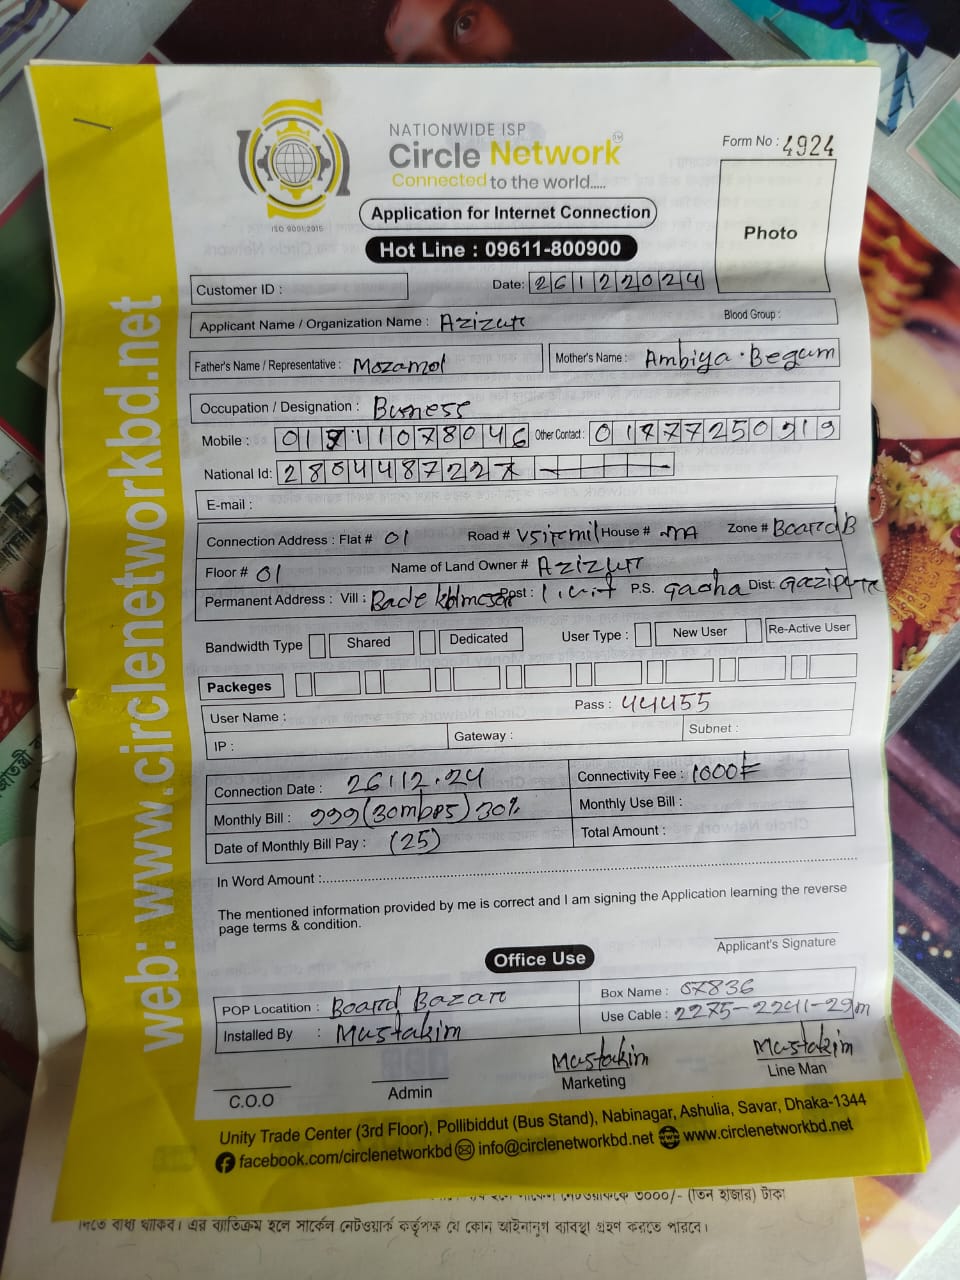 NATIONWIDE ISP
Circle Network
Connected to the world.....
ISO 9001:2015
Form No : 4924
Photo
Application for Internet Connection
Hot Line : 09611-800900
Customer ID :
Date: 26122024
Applicant Name / Organization Name : Azizur
Blood Group :
Father's Name / Representative : Mozamol
Mother's Name : Ambiya . Begum
Occupation / Designation : Busness
Mobile : 01911078046 Other Contact : 01777250919
National Id: 2804487227
E-mail :
Connection Address : Flat # 01 Road # House # Zone # Board B
Floor # 01 Name of Land Owner # Azizur
Permanent Address : Vill : Post : P.S. Gacha Dist: Gazipur
Bandwidth Type Shared Dedicated User Type : New User Re-Active User
Packeges
User Name : Pass : 44455
IP : Gateway : Subnet :
Connection Date : 26.12.24 Connectivity Fee : 1000/=
Monthly Bill : 999 (30mbps) 30% Monthly Use Bill :
Date of Monthly Bill Pay : (25) Total Amount :
In Word Amount :
The mentioned information provided by me is correct and I am signing the Application learning the reverse
page terms & condition.
Applicant's Signature
Office Use
POP Locatition : Board Bazar Box Name : 07836
Installed By : Mustakim Use Cable : 2275-2241-29m
Mustakim Mustakim
C.O.O Admin Marketing Line Man
Unity Trade Center (3rd Floor), Pollibiddut (Bus Stand), Nabinagar, Ashulia, Savar, Dhaka-1344
facebook.com/circlenetworkbd info@circlenetworkbd.net www.circlenetworkbd.net
web: www.circlenetworkbd.net
৩০০০/- (তিন হাজার) টাকা
দিতে বাধ্য থাকিব। এর ব্যতিক্রম হলে সার্কেল নেটওয়ার্ক কর্তৃপক্ষ যে কোন আইনানুগ ব্যবস্থা গ্রহণ করতে পারবে।